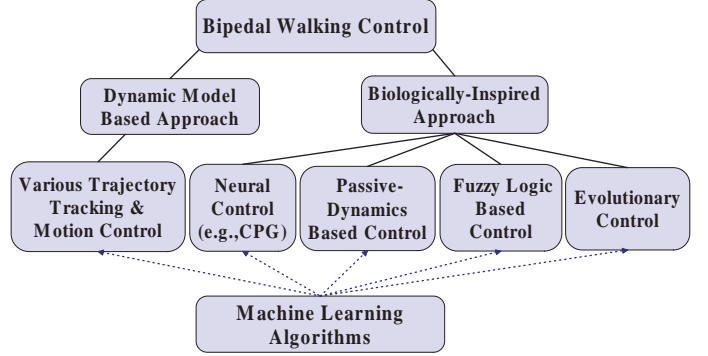 Bipedal Walking Control
Dynamic Model
Based Approach
Biologically-Inspired
Approach
Various Trajectory
Tracking &
Motion Control
Neural
Control
(e.g.,CPG)
Passive-
Dynamics
Based Control
Fuzzy Logic
Based
Control
Evolutionary
Control
Machine Learning
Algorithms